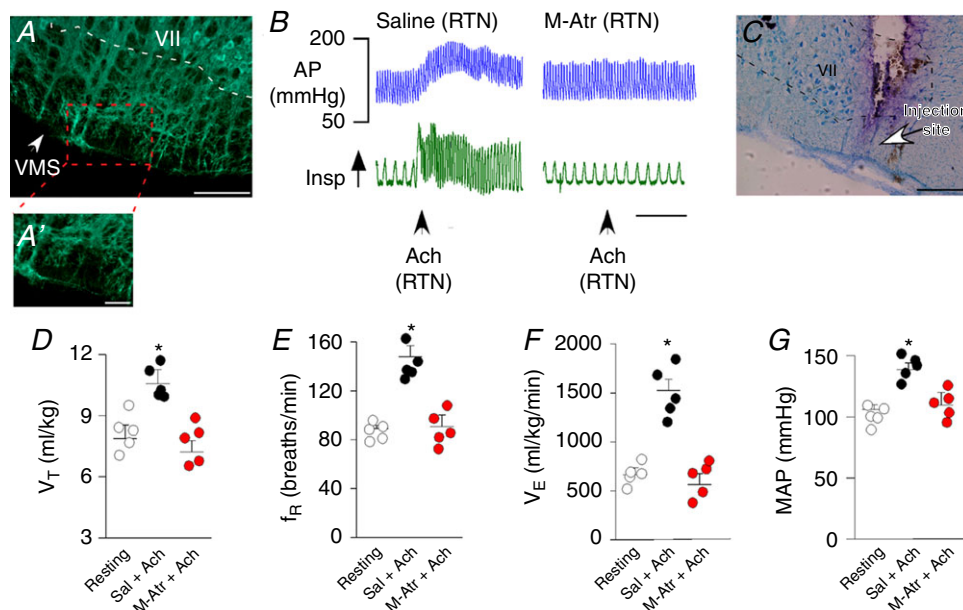 A
VII
VMS
A'
B
Saline (RTN)
M-Atr (RTN)
200
AP
(mmHg)
50
Insp
Ach
(RTN)
Ach
(RTN)
C
VII
Injection
site
D
VT (ml/kg)
12
9
6
3
*
Resting
Sal + Ach
M-Atr + Ach
E
fR (breaths/min)
160
120
80
40
0
*
Resting
Sal + Ach
M-Atr + Ach
F
VE (ml/kg/min)
2000
1500
1000
500
0
*
Resting
Sal + Ach
M-Atr + Ach
G
MAP (mmHg)
150
100
50
0
*
Resting
Sal + Ach
M-Atr + Ach